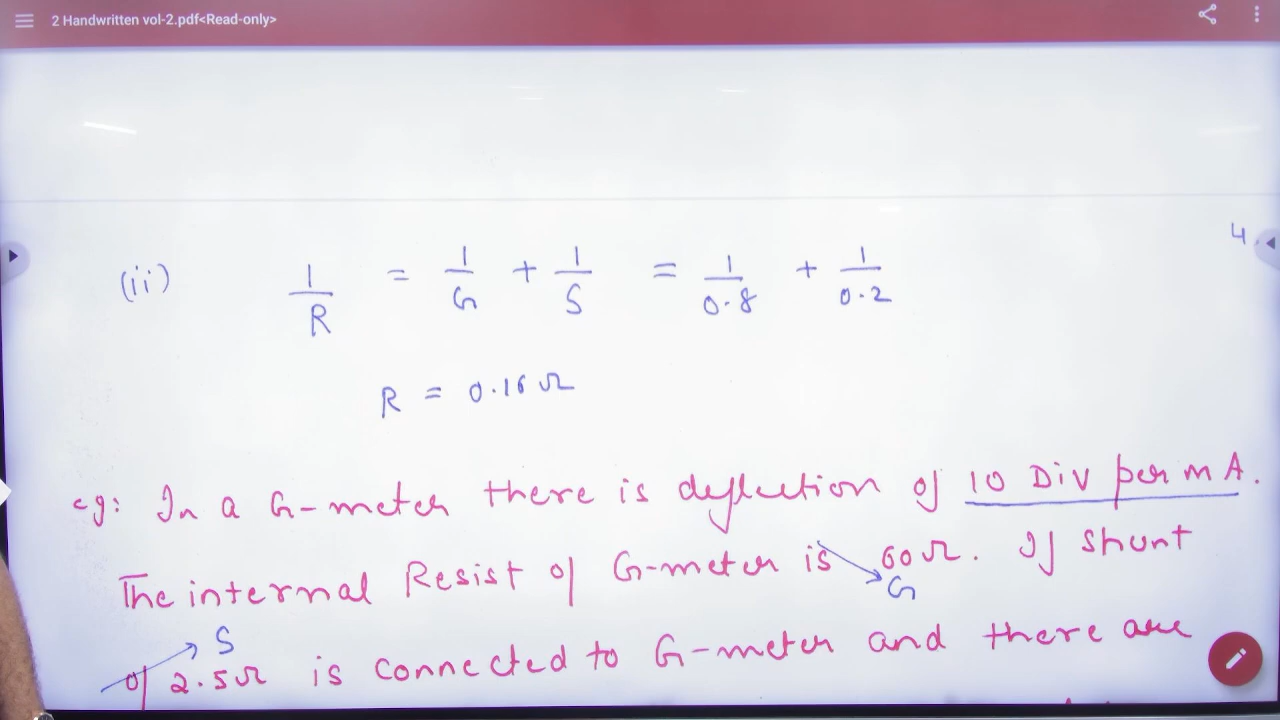 2 Handwritten vol-2.pdf<Read-only>
4.
(ii) 1/R = 1/G + 1/S = 1/0.8 + 1/0.2
R = 0.16 Ω
eg: In a G-meter there is deflection of 10 Div per mA.
The internal Resist of G-meter is 60Ω. If shunt
G
S
of 2.5Ω is connected to G-meter and there are